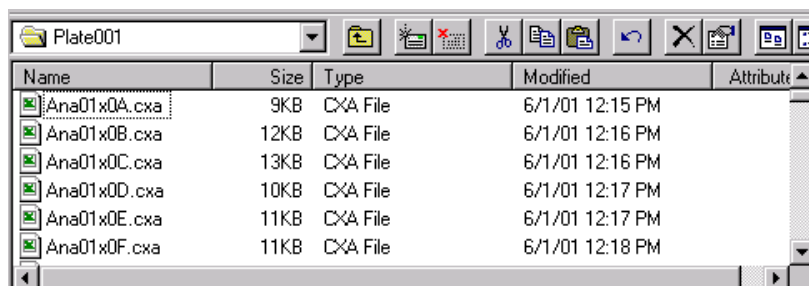 Plate001
Name Size Type Modified Attribute
Ana01x0A.cxa 9KB CXA File 6/1/01 12:15 PM
Ana01x0B.cxa 12KB CXA File 6/1/01 12:16 PM
Ana01x0C.cxa 13KB CXA File 6/1/01 12:16 PM
Ana01x0D.cxa 10KB CXA File 6/1/01 12:17 PM
Ana01x0E.cxa 11KB CXA File 6/1/01 12:17 PM
Ana01x0F.cxa 11KB CXA File 6/1/01 12:18 PM